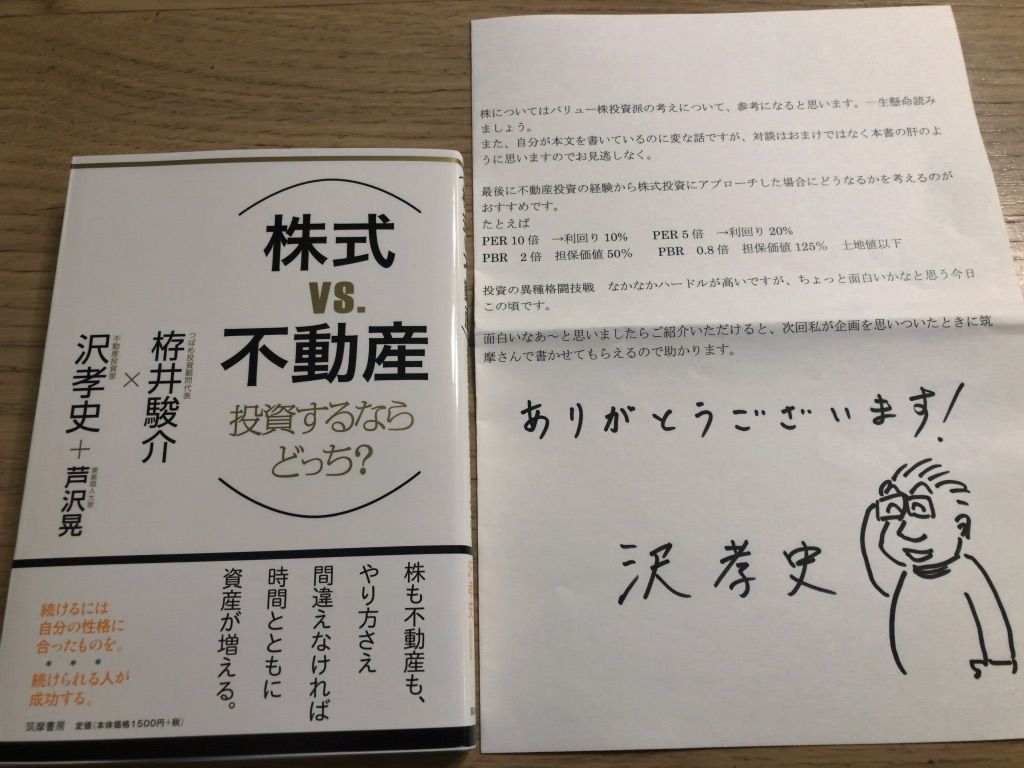 株式
vs.
不動産
投資するなら
どっち?
つばめ投資顧問代表
栫井駿介
×
不動産投資家
沢孝史
+
兼業個人大家
芦沢晃
株も不動産も、
やり方さえ
間違えなければ
時間とともに
資産が増える。
続けるには
自分の性格に
合ったものを。
* * *
続けられる人が
成功する。
筑摩書房 定価(本体価格1500円+税)
株についてはバリュー株投資派の考えについて、参考になると思います。一生懸命読み
ましょう。
また、自分が本文を書いているのに変な話ですが、対談はおまけではなく本書の肝のよ
うに思いますのでお見逃しなく。
最後に不動産投資の経験から株式投資にアプローチした場合にどうなるかを考えるのが
おすすめです。
たとえば
PER 10 倍 →利回り 10% PER 5 倍 →利回り 20%
PBR 2 倍 担保価値 50% PBR 0.8 倍 担保価値 125% 土地値以下
投資の異種格闘技戦 なかなかハードルが高いですが、ちょっと面白いかなと思う今日
この頃です。
面白いなあ~と思いましたらご紹介いただけると、次回私が企画を思いついたときに筑
摩さんで書かせてもらえるので助かります。
ありがとうございます!
沢孝史